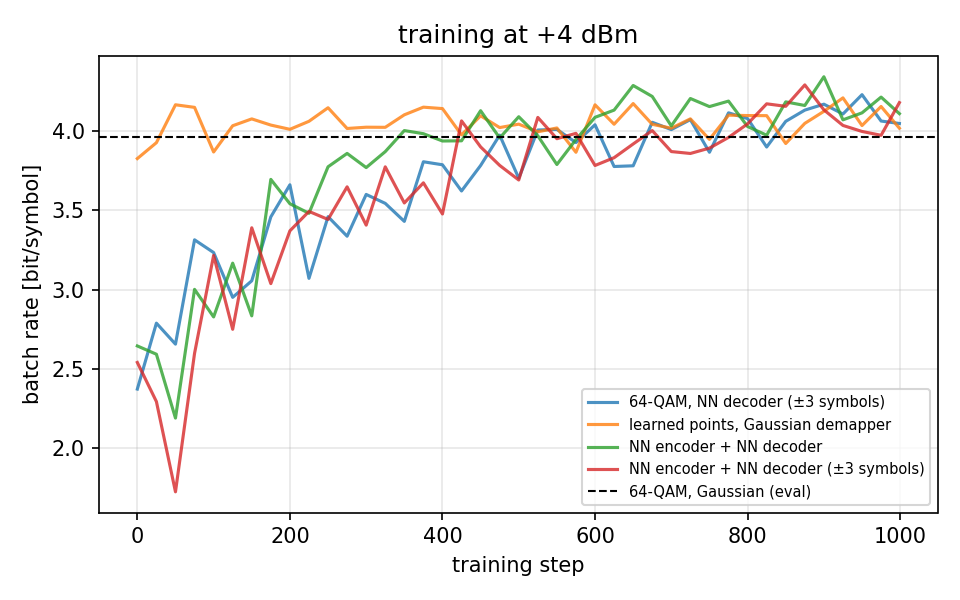 training at +4 dBm
batch rate [bit/symbol]
4.0
3.5
3.0
2.5
2.0
64-QAM, NN decoder (±3 symbols)
learned points, Gaussian demapper
NN encoder + NN decoder
NN encoder + NN decoder (±3 symbols)
64-QAM, Gaussian (eval)
0 200 400 600 800 1000
training step